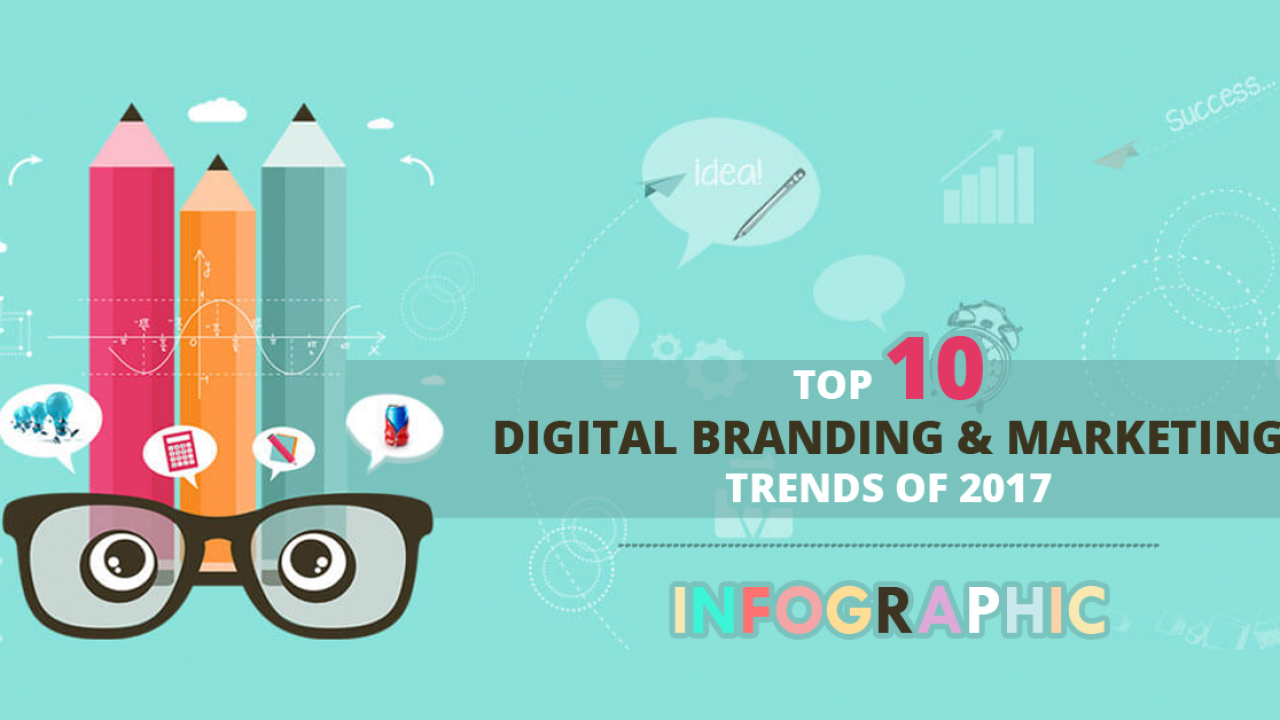 Success...
idea!
TOP 10
DIGITAL BRANDING & MARKETING
TRENDS OF 2017
INFOGRAPHIC